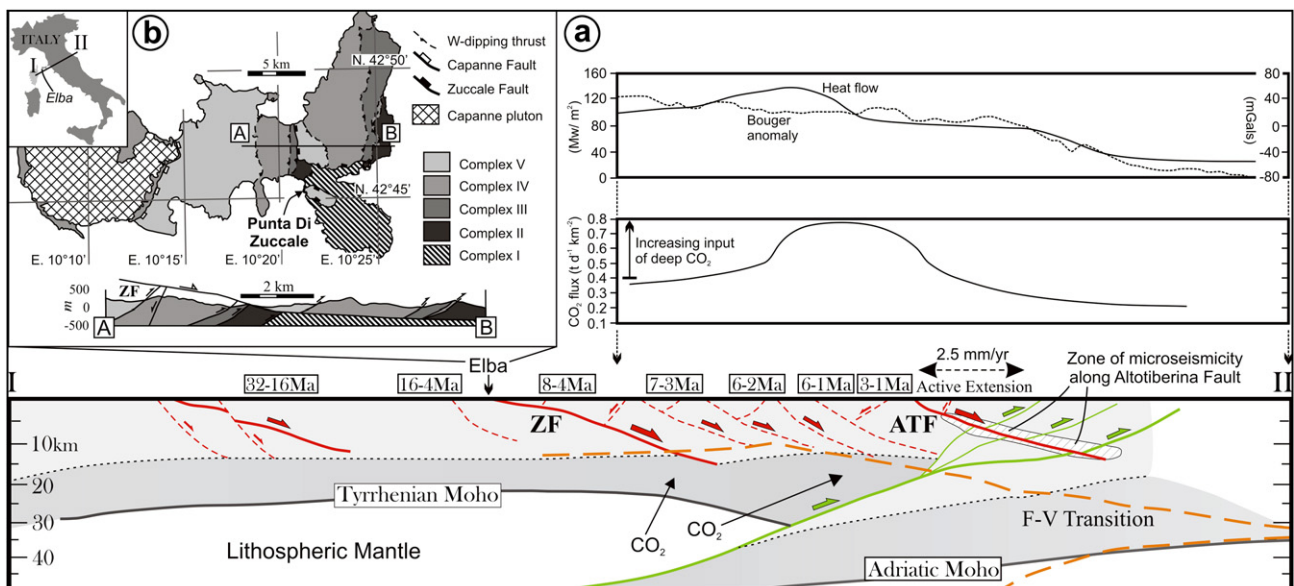 b
ITALY
II
I
Elba
5 km
N. 42°50'
N. 42°45'
A
B
Punta Di
Zuccale
E. 10°10'
E. 10°15'
E. 10°20'
E. 10°25'
W-dipping thrust
Capanne Fault
Zuccale Fault
Capanne pluton
Complex V
Complex IV
Complex III
Complex II
Complex I
500
0
-500
m
ZF
2 km
A
B
a
160
120
80
40
0
(Mw/ m²)
Heat flow
Bouger
anomaly
80
40
0
-40
-80
(mGals)
0.8
0.7
0.6
0.5
0.4
0.3
0.2
0.1
CO₂ flux (t d⁻¹ km⁻²)
Increasing input
of deep CO₂
I
Elba
II
32-16Ma
16-4Ma
8-4Ma
7-3Ma
6-2Ma
6-1Ma
3-1Ma
2.5 mm/yr
Active Extension
Zone of microseismicity
along Altotiberina Fault
ZF
ATF
10km
20
30
40
Tyrrhenian Moho
CO₂
CO₂
F-V Transition
Lithospheric Mantle
Adriatic Moho